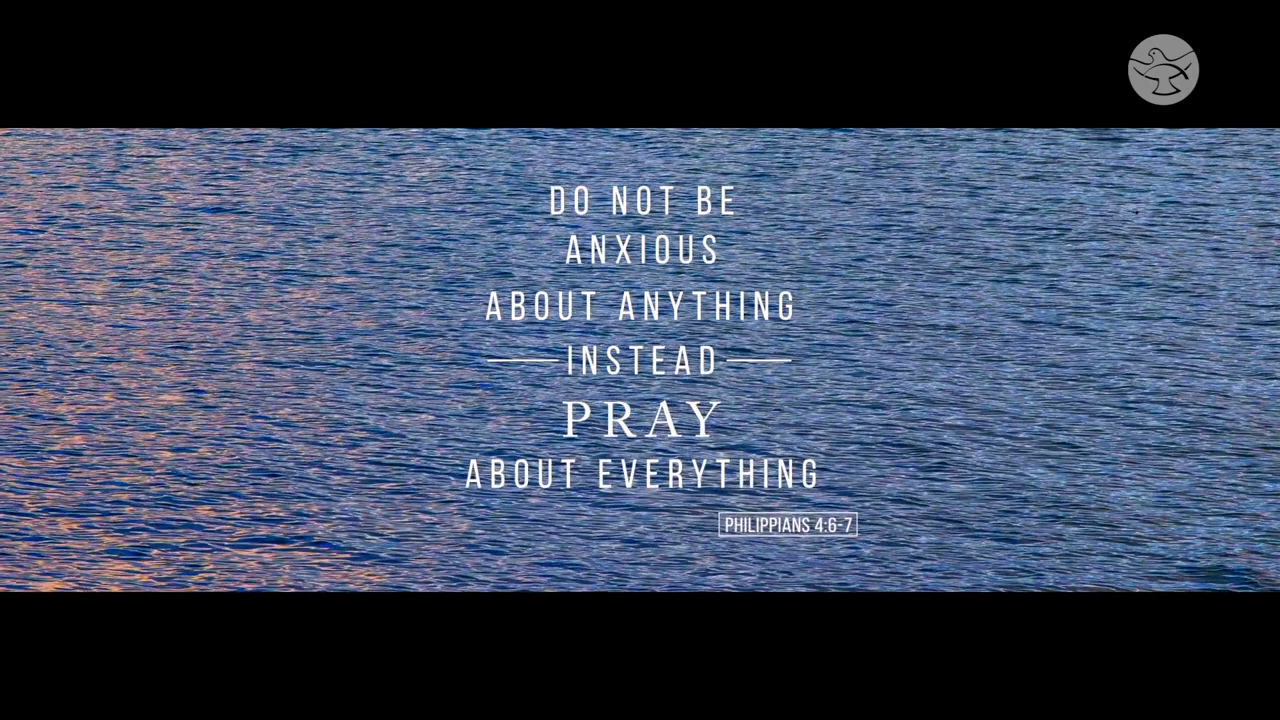 DO NOT BE
ANXIOUS
ABOUT ANYTHING
INSTEAD
PRAY
ABOUT EVERYTHING
PHILIPPIANS 4:6-7